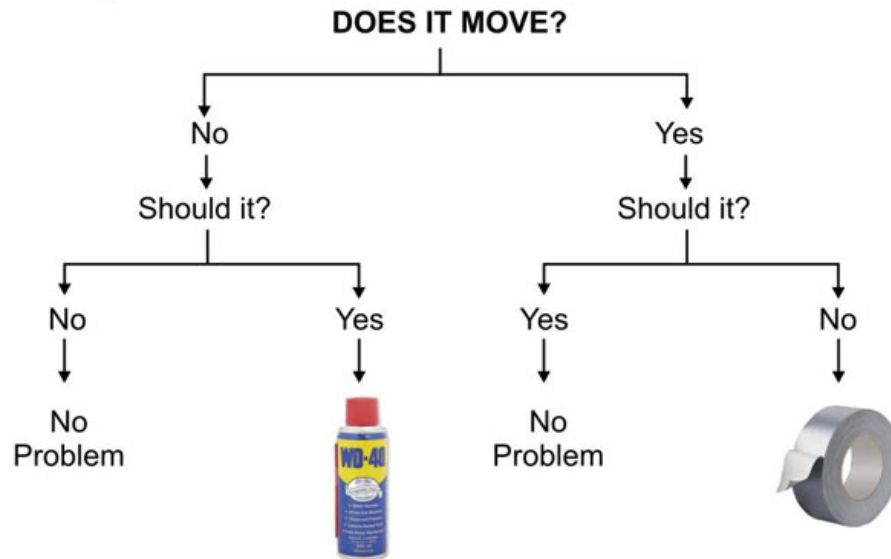 DOES IT MOVE?
No
Yes
Should it?
Should it?
No
Yes
Yes
No
No
Problem
No
Problem
WD-40